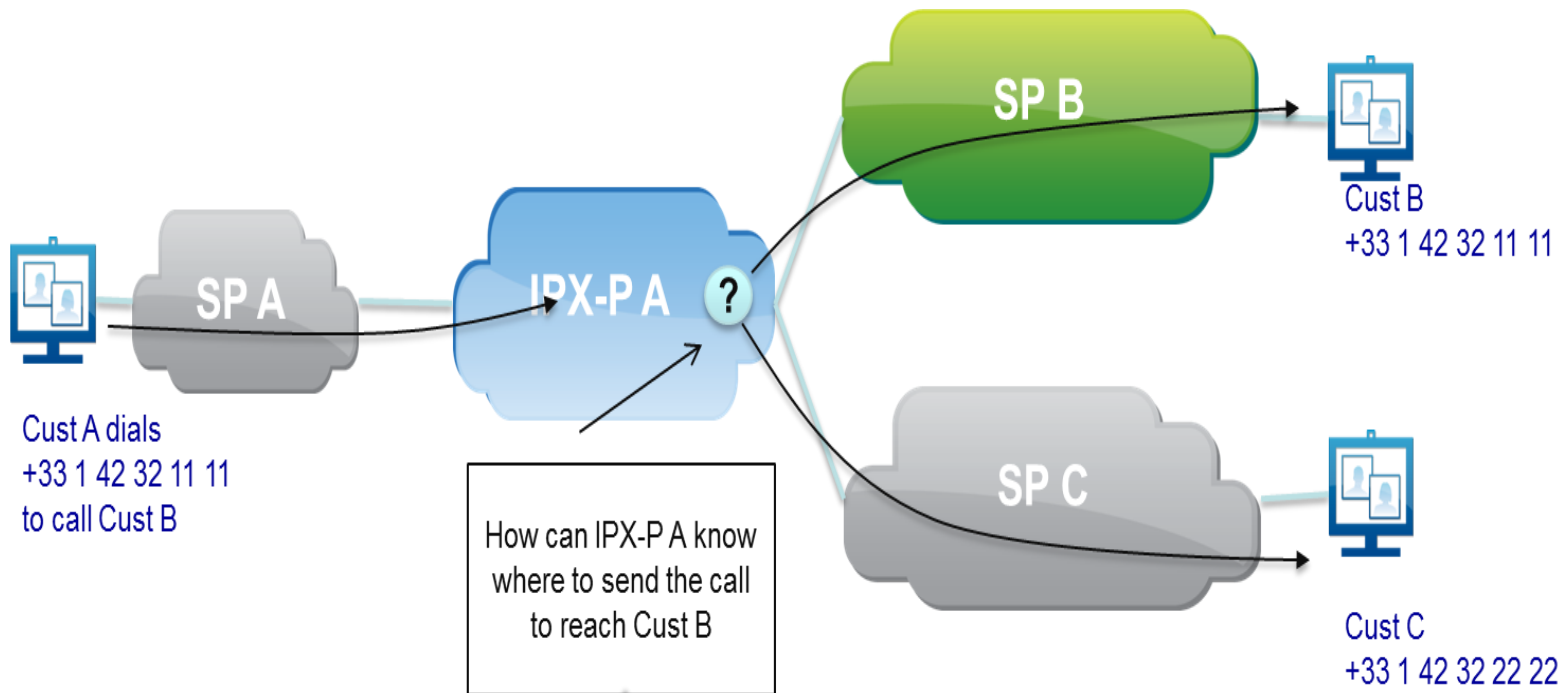 SP B
Cust B
+33 1 42 32 11 11
SP A
IPX-P A
?
Cust A dials
+33 1 42 32 11 11
to call Cust B
How can IPX-P A know
where to send the call
to reach Cust B
SP C
Cust C
+33 1 42 32 22 22